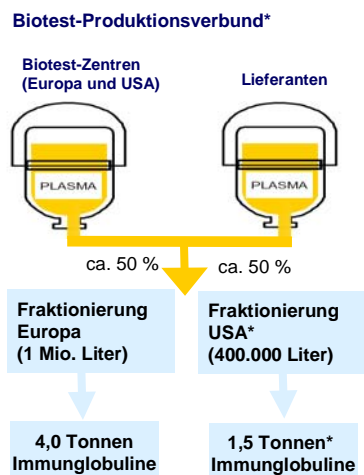 Biotest-Produktionsverbund*
Biotest-Zentren
(Europa und USA)
Lieferanten
PLASMA
PLASMA
ca. 50 %
ca. 50 %
Fraktionierung
Europa
(1 Mio. Liter)
Fraktionierung
USA*
(400.000 Liter)
4,0 Tonnen
Immunglobuline
1,5 Tonnen*
Immunglobuline